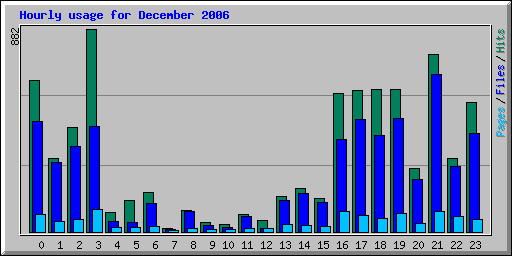 Hourly usage for December 2006
882
Pages / Files / Hits
0 1 2 3 4 5 6 7 8 9 10 11 12 13 14 15 16 17 18 19 20 21 22 23